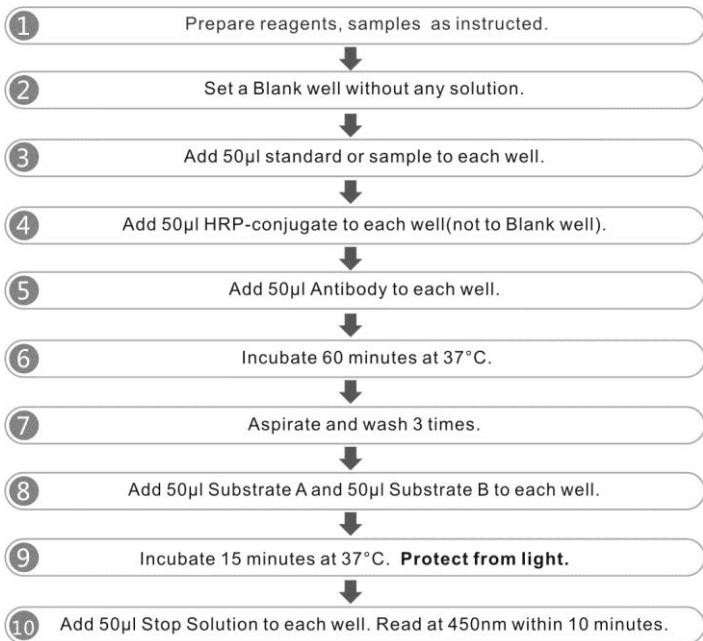 1 Prepare reagents, samples as instructed.
2 Set a Blank well without any solution.
3 Add 50μl standard or sample to each well.
4 Add 50μl HRP-conjugate to each well(not to Blank well).
5 Add 50μl Antibody to each well.
6 Incubate 60 minutes at 37°C.
7 Aspirate and wash 3 times.
8 Add 50μl Substrate A and 50μl Substrate B to each well.
9 Incubate 15 minutes at 37°C. Protect from light.
10 Add 50μl Stop Solution to each well. Read at 450nm within 10 minutes.